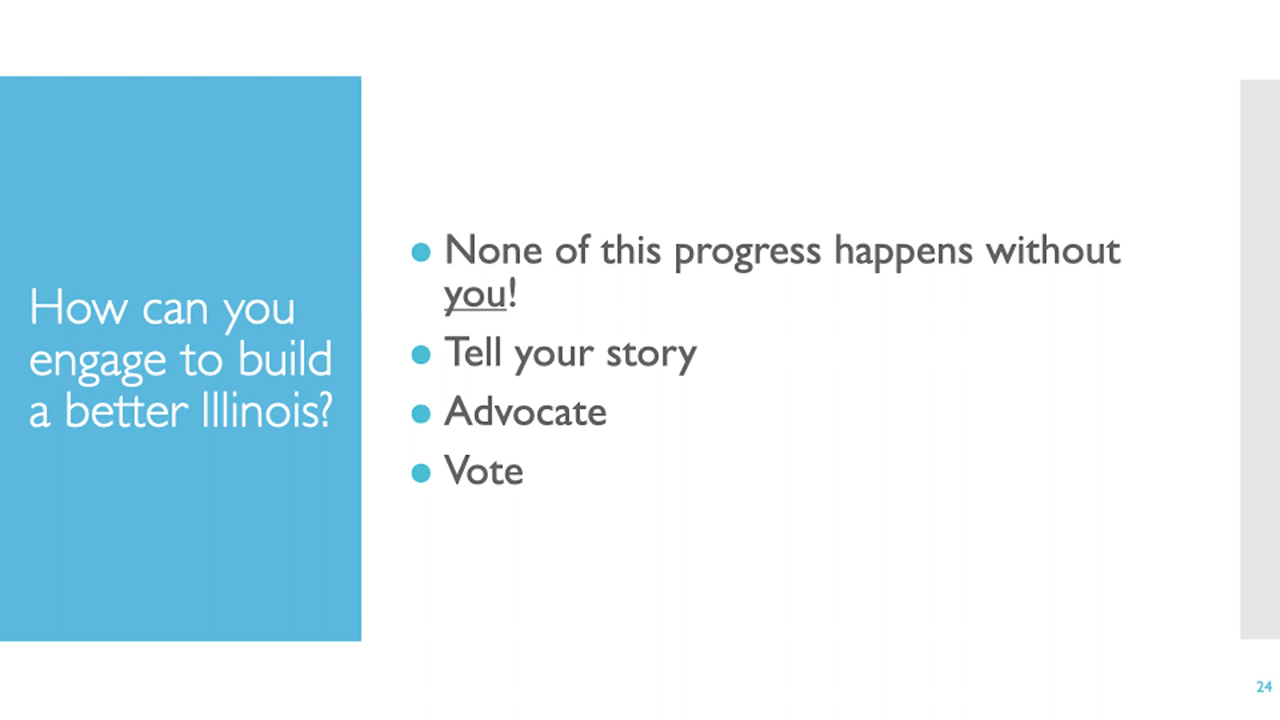 How can you
engage to build
a better Illinois?
● None of this progress happens without
you!
● Tell your story
● Advocate
● Vote
24